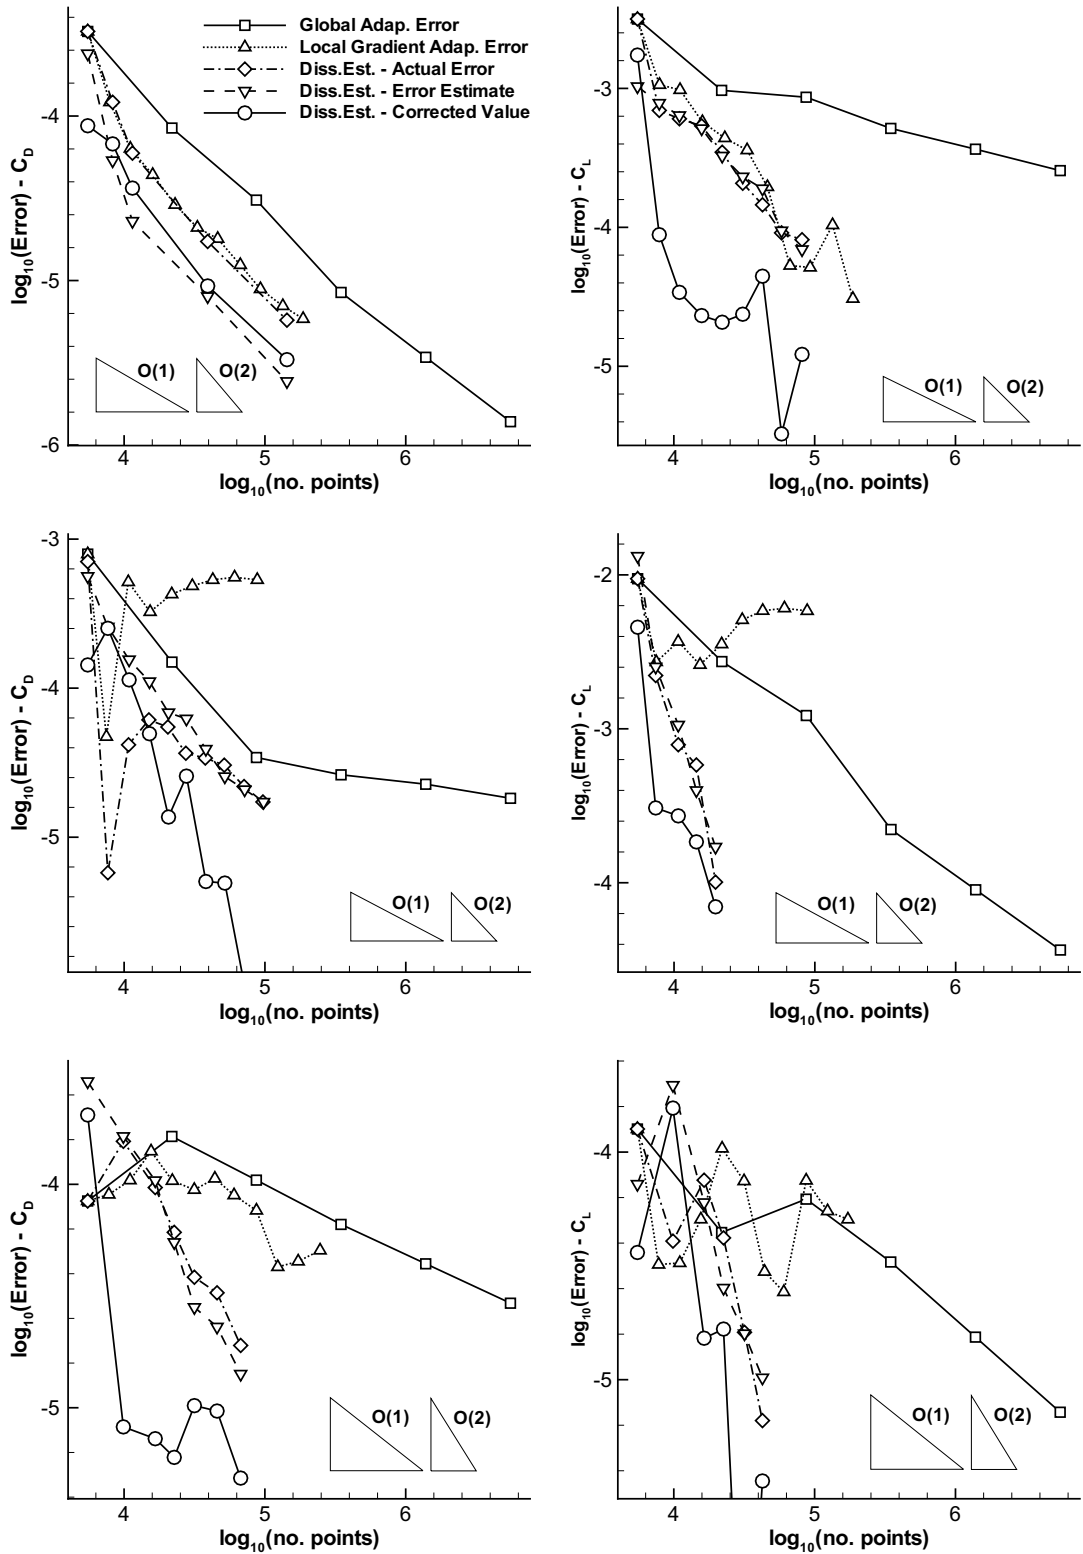 Global Adap. Error
Local Gradient Adap. Error
Diss.Est. - Actual Error
Diss.Est. - Error Estimate
Diss.Est. - Corrected Value
log10(Error) - CD
-4
-5
-6
O(1)
O(2)
4
5
6
log10(no. points)
log10(Error) - CL
-3
-4
-5
O(1)
O(2)
4
5
6
log10(no. points)
log10(Error) - CD
-3
-4
-5
O(1)
O(2)
4
5
6
log10(no. points)
log10(Error) - CL
-2
-3
-4
O(1)
O(2)
4
5
6
log10(no. points)
log10(Error) - CD
-4
-5
O(1)
O(2)
4
5
6
log10(no. points)
log10(Error) - CL
-4
-5
O(1)
O(2)
4
5
6
log10(no. points)